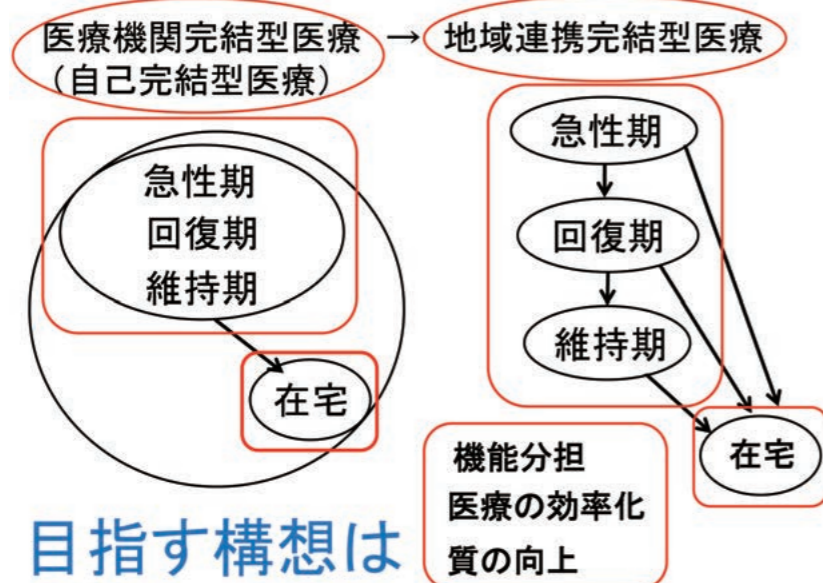 医療機関完結型医療
(自己完結型医療)
→
地域連携完結型医療
急性期
回復期
維持期
在宅
急性期
回復期
維持期
在宅
機能分担
医療の効率化
質の向上
目指す構想は